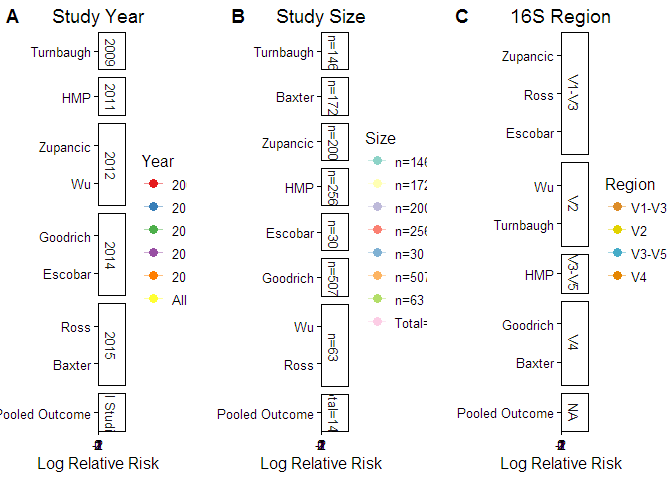 A Study Year
Turnbaugh 2009
HMP 2011
Zupancic
Wu
2012
Goodrich
Escobar
2014
Ross
Baxter
2015
Pooled Outcome l Studi
Log Relative Risk
Year
20
20
20
20
20
All
B Study Size
Turnbaugh n=146
Baxter n=172
Zupancic n=200
HMP n=256
Escobar n=30
Goodrich n=507
Wu
Ross
n=63
Pooled Outcome tal=14
Log Relative Risk
Size
n=146
n=172
n=200
n=256
n=30
n=507
n=63
Total=
C 16S Region
Zupancic
Ross
Escobar
V1-V3
Wu
Turnbaugh
V2
HMP V3-V5
Goodrich
Baxter
V4
Pooled Outcome NA
Log Relative Risk
Region
V1-V3
V2
V3-V5
V4